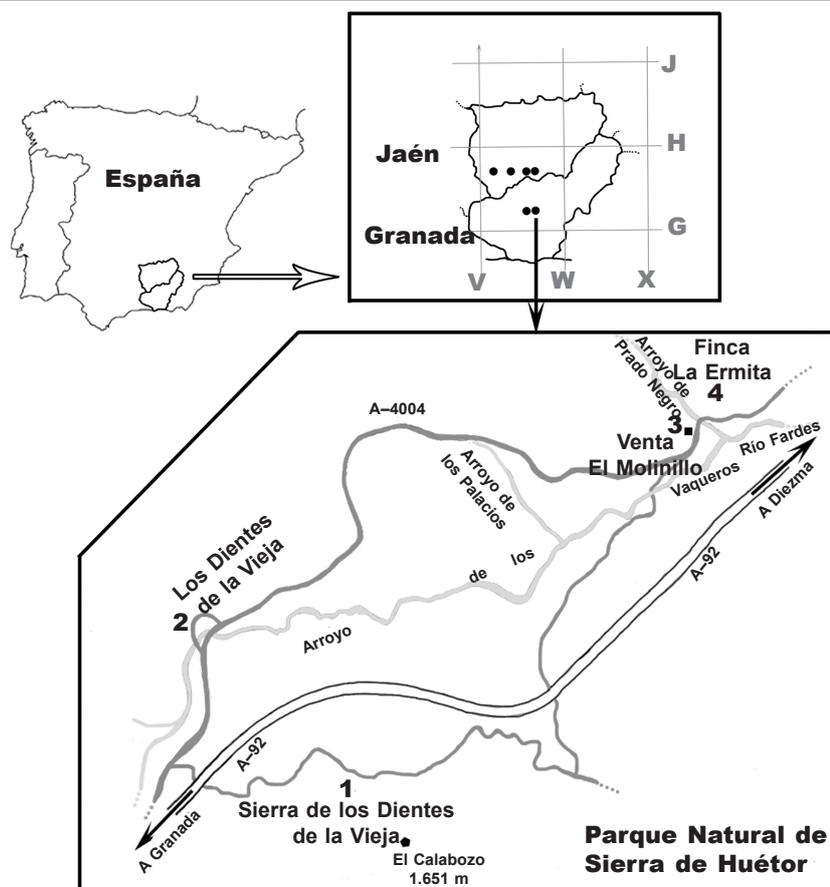 España
J
Jaén
H
Granada
G
V
W
X
Finca
La Ermita
4
Arroyo de
Prado Negro
3
Venta
El Molinillo
A–4004
Río Fardes
Vaqueros
A Diezma
Arroyo de
los Palacios
A–92
Los Dientes
de la Vieja
2
de los
Arroyo
A–92
1
Sierra de los Dientes
de la Vieja
A Granada
El Calabozo
1.651 m
Parque Natural de
Sierra de Huétor